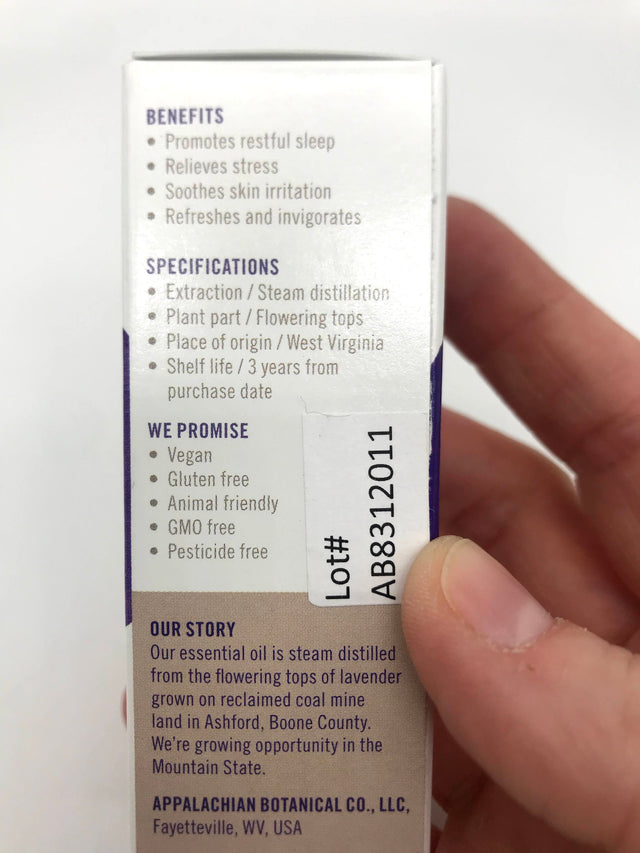 BENEFITS
• Promotes restful sleep
• Relieves stress
• Soothes skin irritation
• Refreshes and invigorates
SPECIFICATIONS
• Extraction / Steam distillation
• Plant part / Flowering tops
• Place of origin / West Virginia
• Shelf life / 3 years from
purchase date
WE PROMISE
• Vegan
• Gluten free
• Animal friendly
• GMO free
• Pesticide free
Lot#
AB8312011
OUR STORY
Our essential oil is steam distilled
from the flowering tops of lavender
grown on reclaimed coal mine
land in Ashford, Boone County.
We're growing opportunity in the
Mountain State.
APPALACHIAN BOTANICAL CO., LLC,
Fayetteville, WV, USA